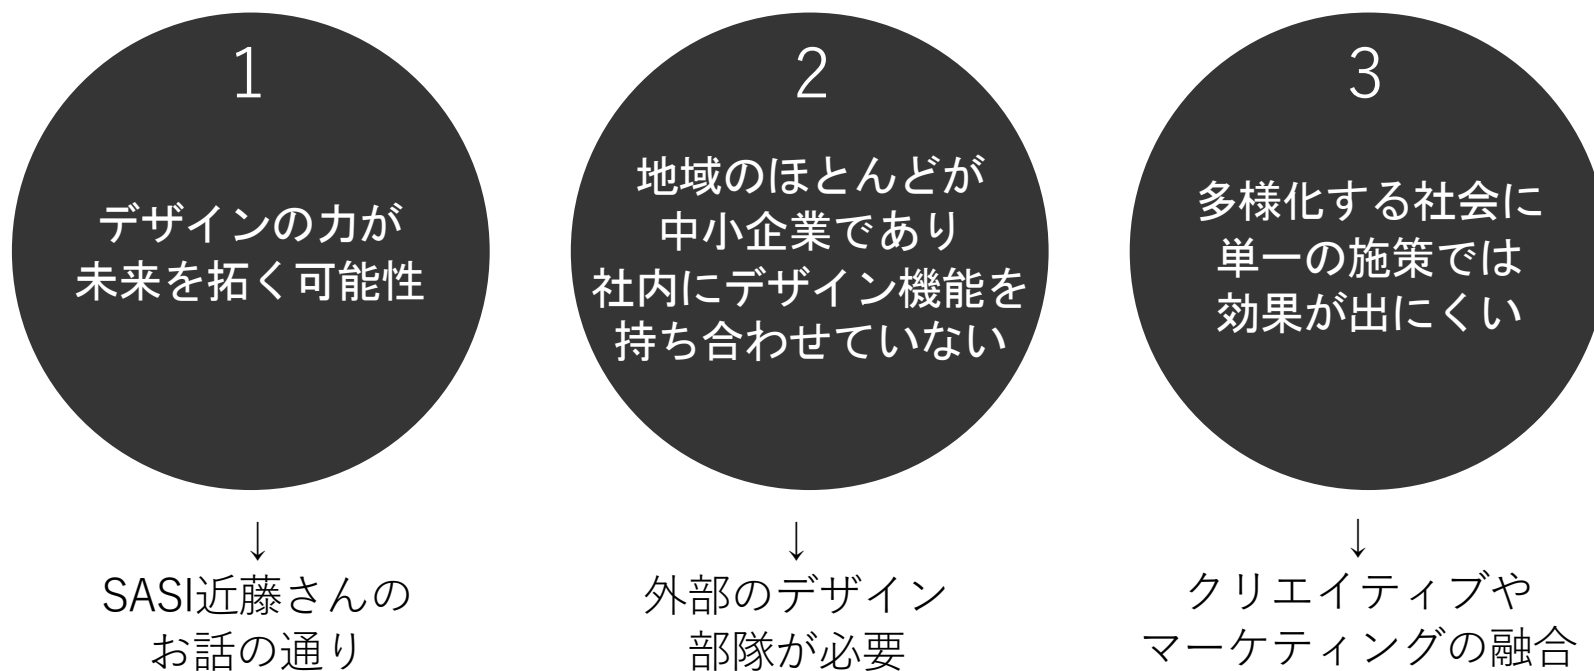 1
デザインの力が
未来を拓く可能性
↓
SASI近藤さんの
お話の通り
2
地域のほとんどが
中小企業であり
社内にデザイン機能を
持ち合わせていない
↓
外部のデザイン
部隊が必要
3
多様化する社会に
単一の施策では
効果が出にくい
↓
クリエイティブや
マーケティングの融合